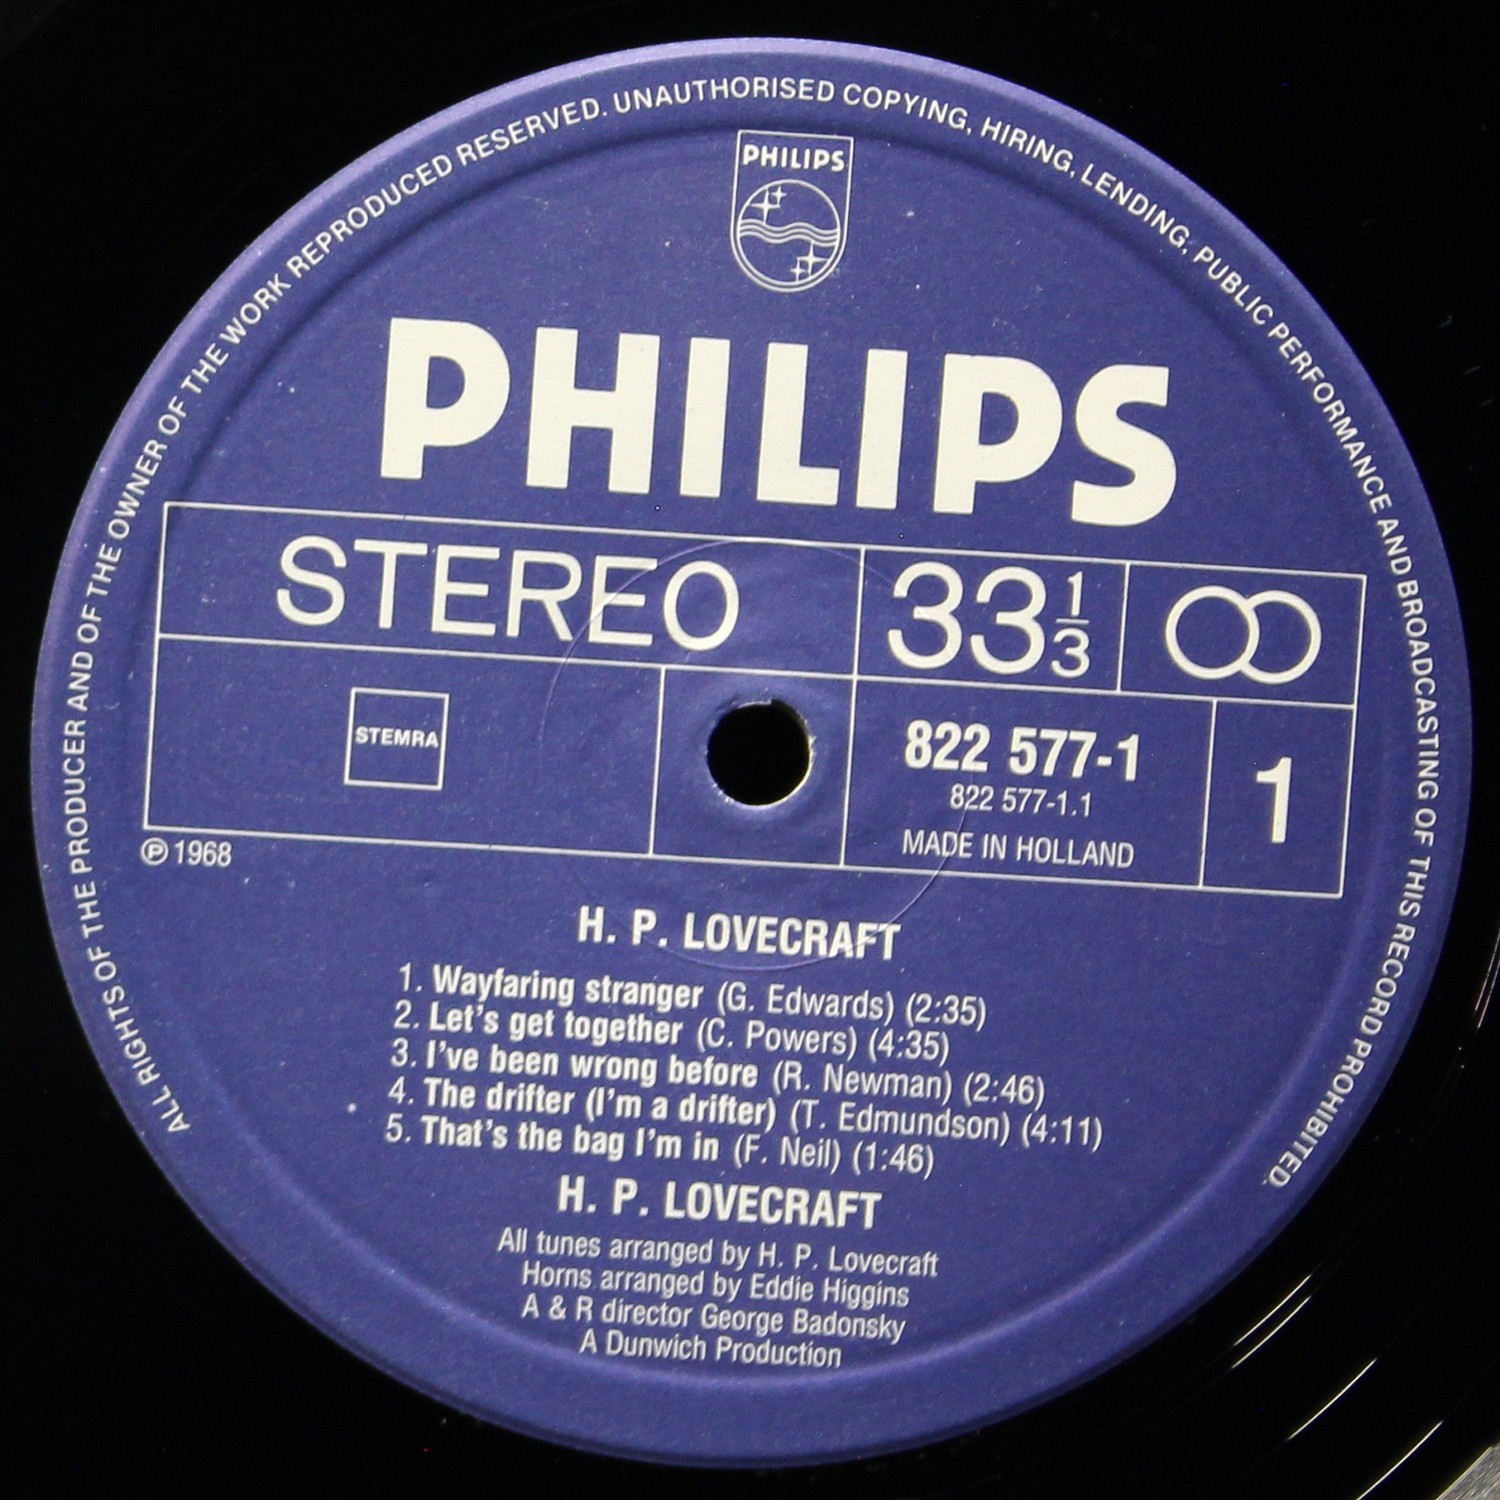 ALL RIGHTS OF THE PRODUCER AND OF THE OWNER OF THE WORK REPRODUCED RESERVED. UNAUTHORISED COPYING, HIRING, LENDING, PUBLIC PERFORMANCE AND BROADCASTING OF THIS RECORD PROHIBITED.
PHILIPS
PHILIPS
STEREO
33 1/3
STEMRA
822 577-1
822 577-1.1
MADE IN HOLLAND
1
℗ 1968
H. P. LOVECRAFT
1. Wayfaring stranger (G. Edwards) (2:35)
2. Let's get together (C. Powers) (4:35)
3. I've been wrong before (R. Newman) (2:46)
4. The drifter (I'm a drifter) (T. Edmundson) (4:11)
5. That's the bag I'm in (F. Neil) (1:46)
H. P. LOVECRAFT
All tunes arranged by H. P. Lovecraft
Horns arranged by Eddie Higgins
A & R director George Badonsky
A Dunwich Production